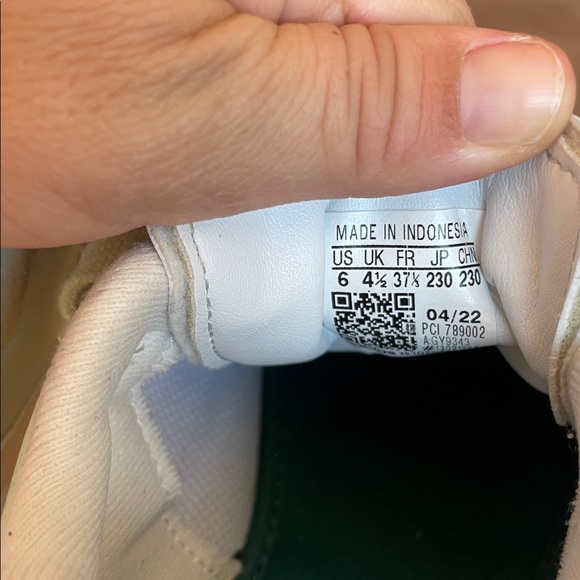 MADE IN INDONESIA
US UK FR JP CHN
6 4½ 37⅓ 230 230
04/22
PCI 789002
GY9343